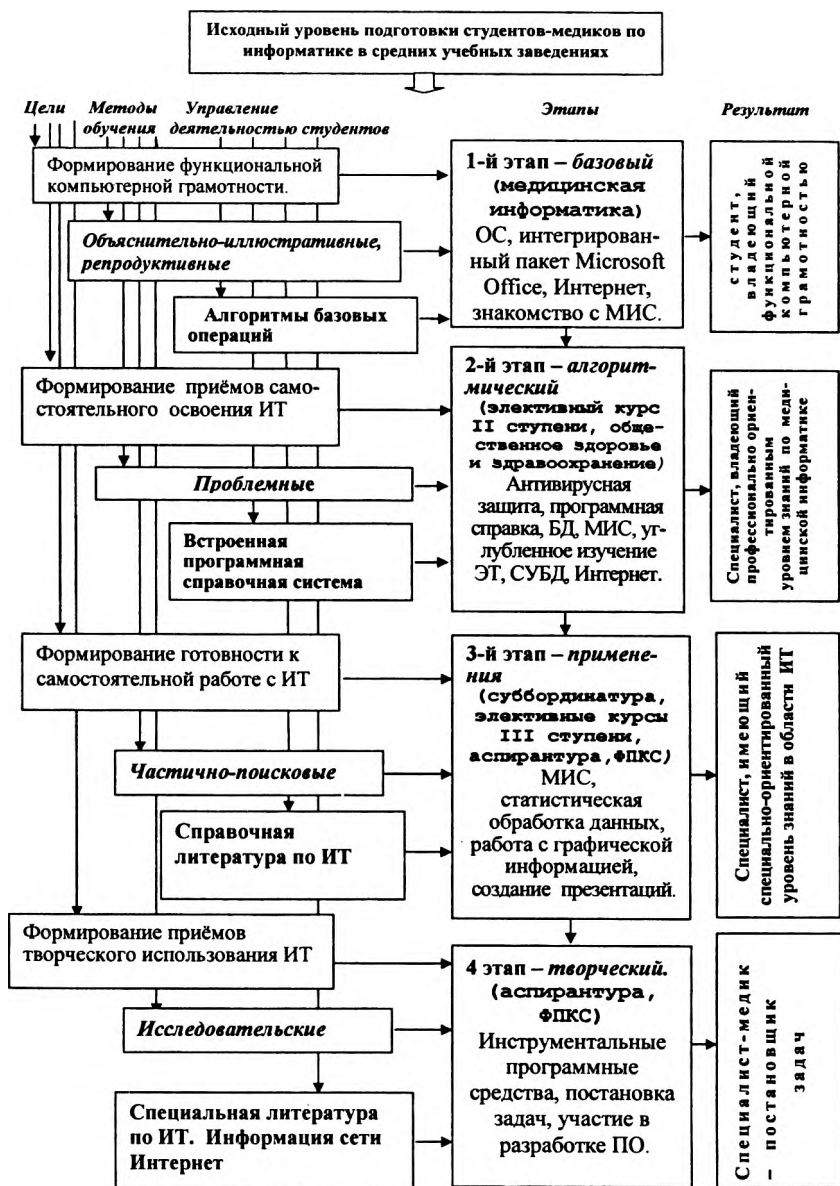 Исходный уровень подготовки студентов-медиков по
информатике в средних учебных заведениях
Цели
Методы
обучения
Управление
деятельностью студентов
Этапы
Результат
Формирование функциональной
компьютерной грамотности.
Объяснительно-иллюстративные,
репродуктивные
Алгоритмы базовых
операций
1-й этап – базовый
(медицинская
информатика)
ОС, интегрирован-
ный пакет Microsoft
Office, Интернет,
знакомство с МИС.
студент,
владеющий
функциональной
компьютерной
грамотностью
Формирование приёмов само-
стоятельного освоения ИТ
Проблемные
Встроенная
программная
справочная система
2-й этап – алгорит-
мический
(элективный курс
II ступени, обще-
ственное здоровье
и здравоохранение)
Антивирусная
защита, программная
справка, БД, МИС, уг-
лубленное изучение
ЭТ, СУБД, Интернет.
Специалист, владеющий
профессионально ориен-
тированным
уровнем знаний по меди-
цинской информатике
Формирование готовности к
самостоятельной работе с ИТ
Частично-поисковые
Справочная
литература по ИТ
3-й этап – примене-
ния
(суббординатура,
элективные курсы
III ступени,
аспирантура, ФПКС)
МИС,
статистическая
обработка данных,
работа с графической
информацией,
создание презентаций.
Специалист, имеющий
специально-ориентированный
уровень знаний в области ИТ
Формирование приёмов
творческого использования ИТ
Исследовательские
Специальная литература
по ИТ. Информация сети
Интернет
4 этап – творческий.
(аспирантура,
ФПКС)
Инструментальные
программные
средства, постановка
задач, участие в
разработке ПО.
Специалист-медик
– постановщик
задач